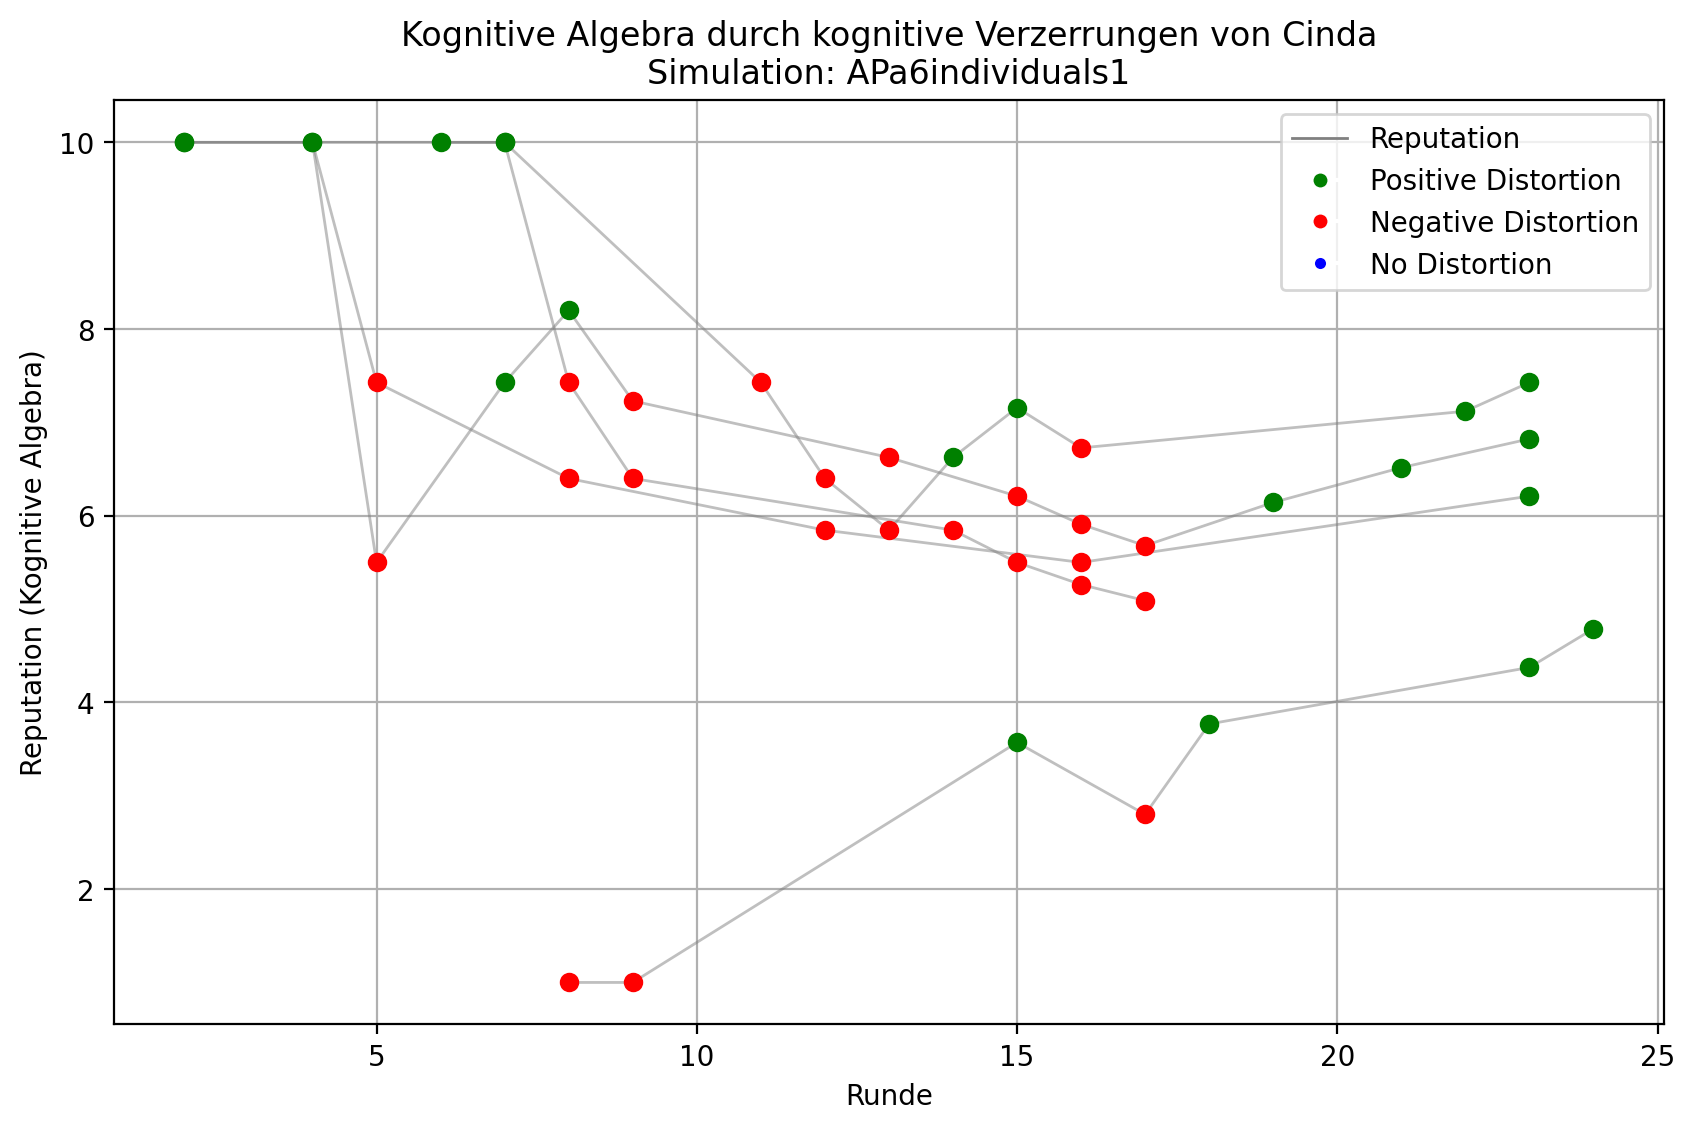 Kognitive Algebra durch kognitive Verzerrungen von Cinda
Simulation: APa6individuals1
Reputation (Kognitive Algebra)
10
8
6
4
2
Reputation
Positive Distortion
Negative Distortion
No Distortion
5
10
15
20
25
Runde